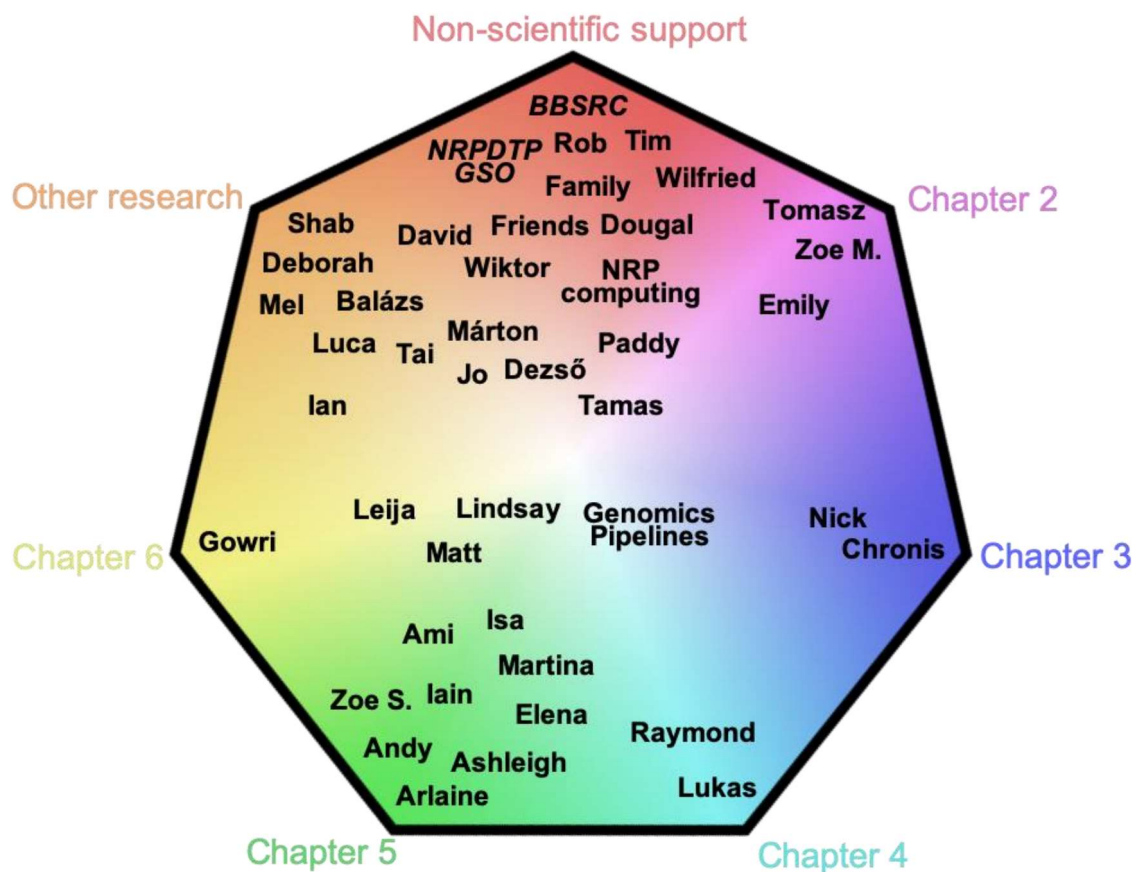 Non-scientific support
BBSRC
NRPDTP Rob Tim
GSO
Family Wilfried
Other research
Chapter 2
Shab
David Friends Dougal
Tomasz
Zoe M.
Deborah
Wiktor
NRP
computing
Mel Balázs
Emily
Luca Tai Márton
Paddy
Jo Dezső
Ian
Tamas
Leija Lindsay
Genomics
Pipelines
Nick
Chronis
Gowri
Matt
Chapter 6
Chapter 3
Ami Isa
Martina
Zoe S. Iain
Elena
Raymond
Andy Ashleigh
Arlaine
Lukas
Chapter 5
Chapter 4